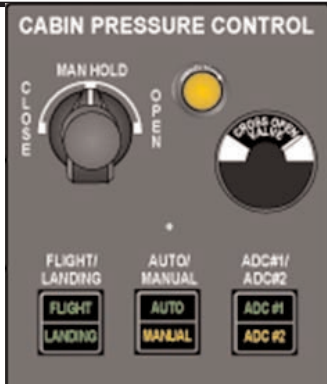 CABIN PRESSURE CONTROL
MAN HOLD
CLOSE
OPEN
CROSS OPEN
VALVE
FLIGHT/
LANDING
AUTO/
MANUAL
ADC#1/
ADC#2
FLIGHT
LANDING
AUTO
MANUAL
ADC #1
ADC #2